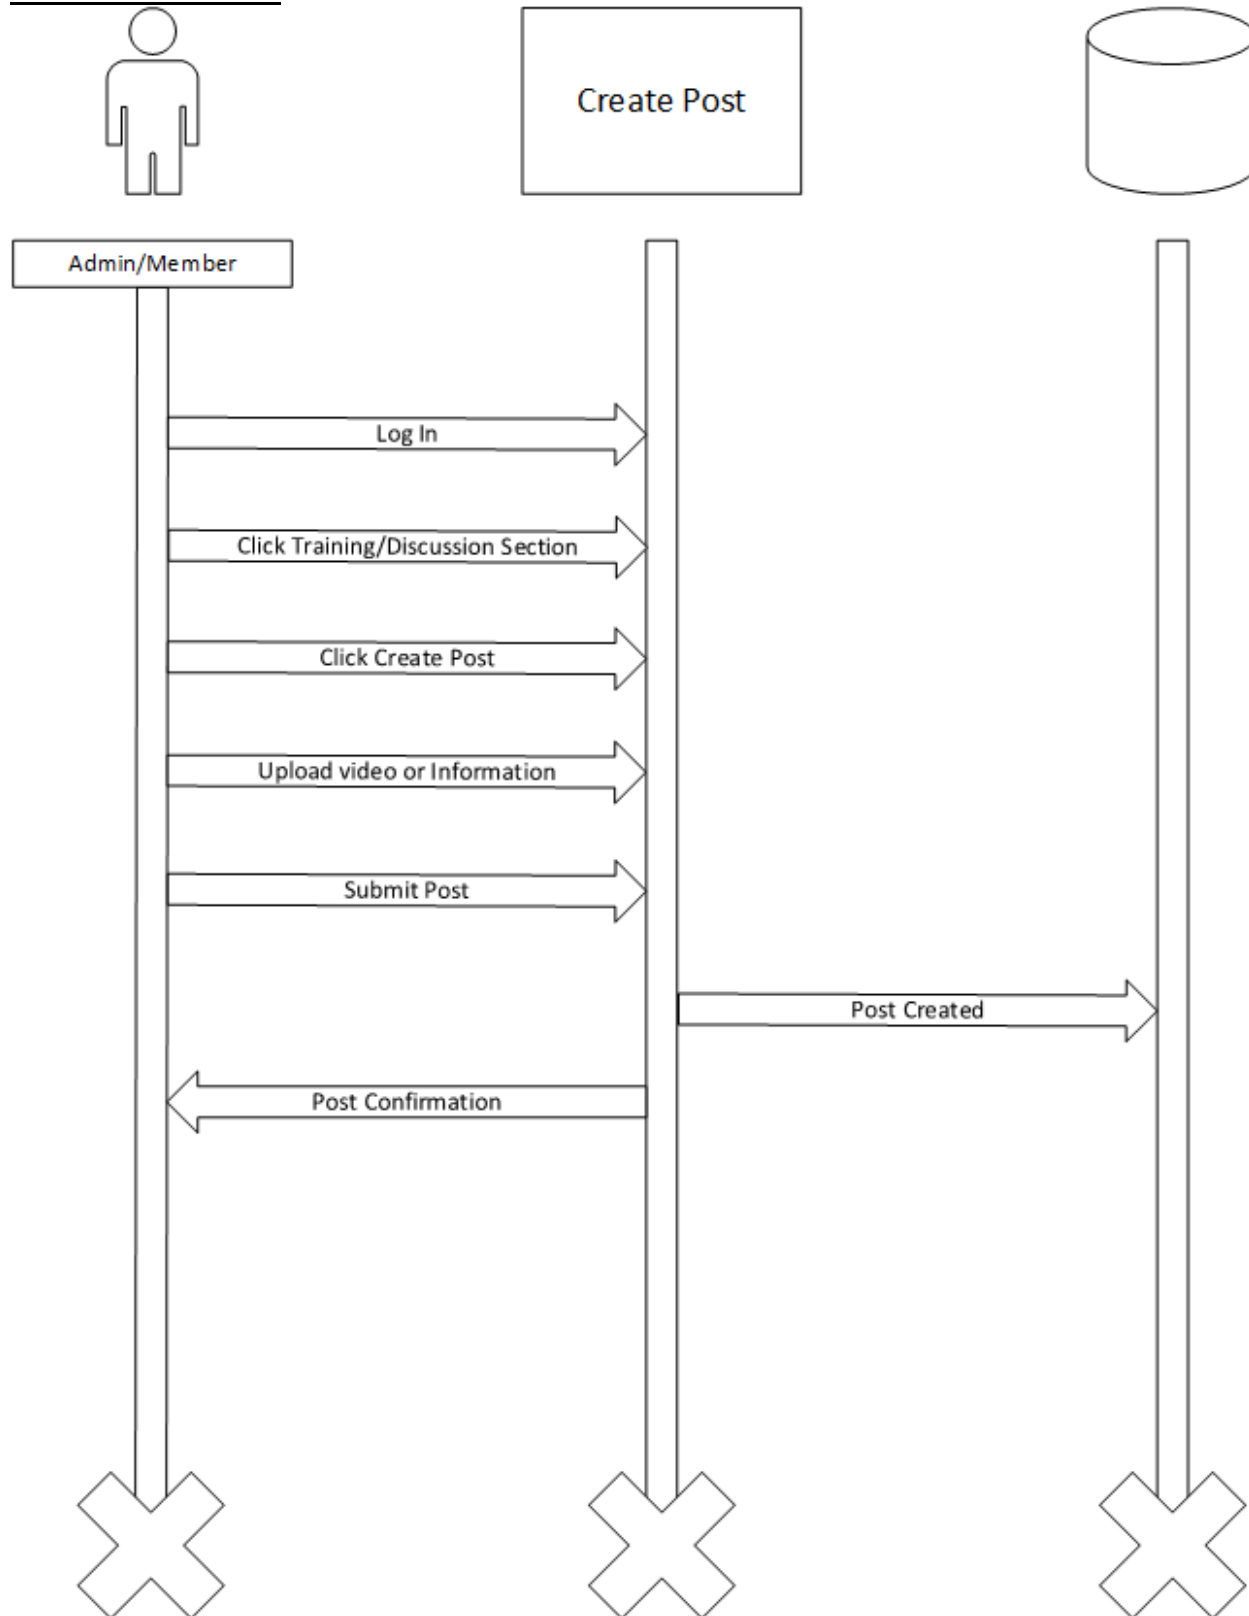 Create Post
Admin/Member
Log In
Click Training/Discussion Section
Click Create Post
Upload video or Information
Submit Post
Post Created
Post Confirmation